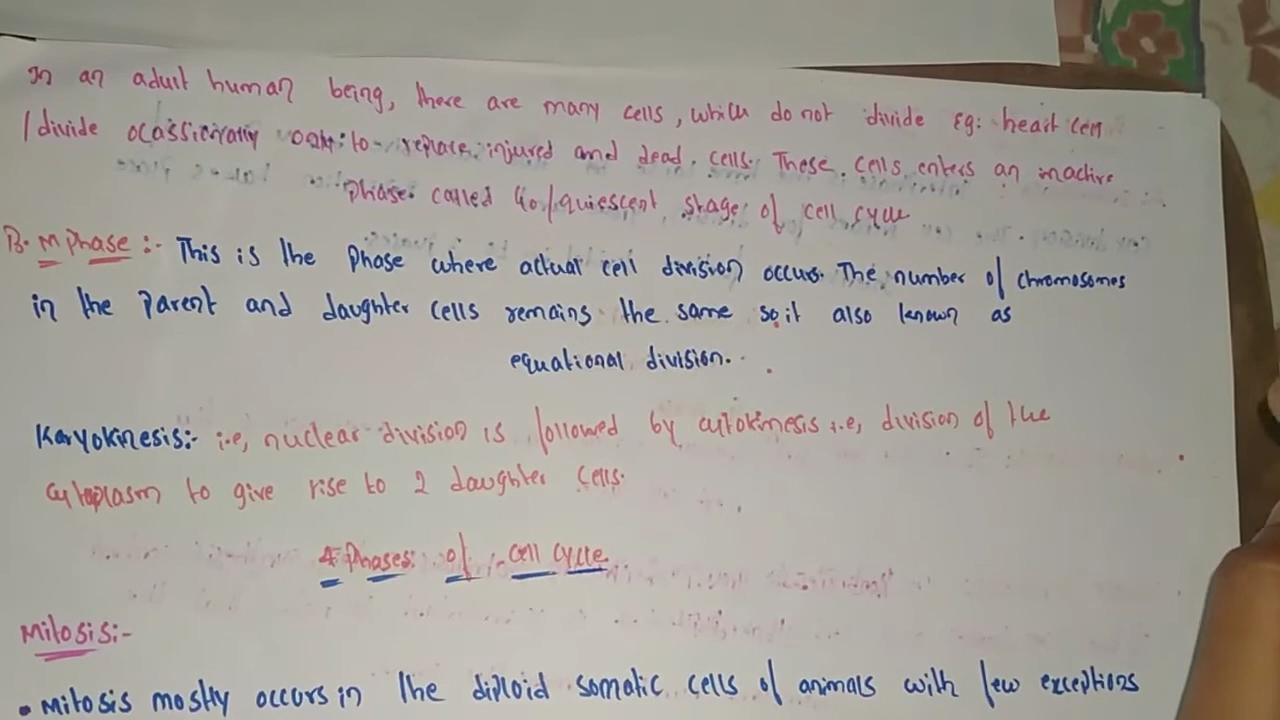 In an adult human being, there are many cells, which do not divide Eg: heart cell
/divide ocassionally only to replace injured and dead cells. These cells enters an inactive
phase called G0/quiescent stage of cell cycle
B. M Phase :- This is the Phase where actual cell division occurs. The number of chromosomes
in the Parent and daughter cells remains the same so it also known as
equational division.
Karyokinesis:- i.e, nuclear division is followed by cytokinesis i.e, division of the
cytoplasm to give rise to 2 daughter cells.
4 Phases of cell cycle
Mitosis:-
• Mitosis mostly occurs in the diploid somatic cells of animals with few exceptions